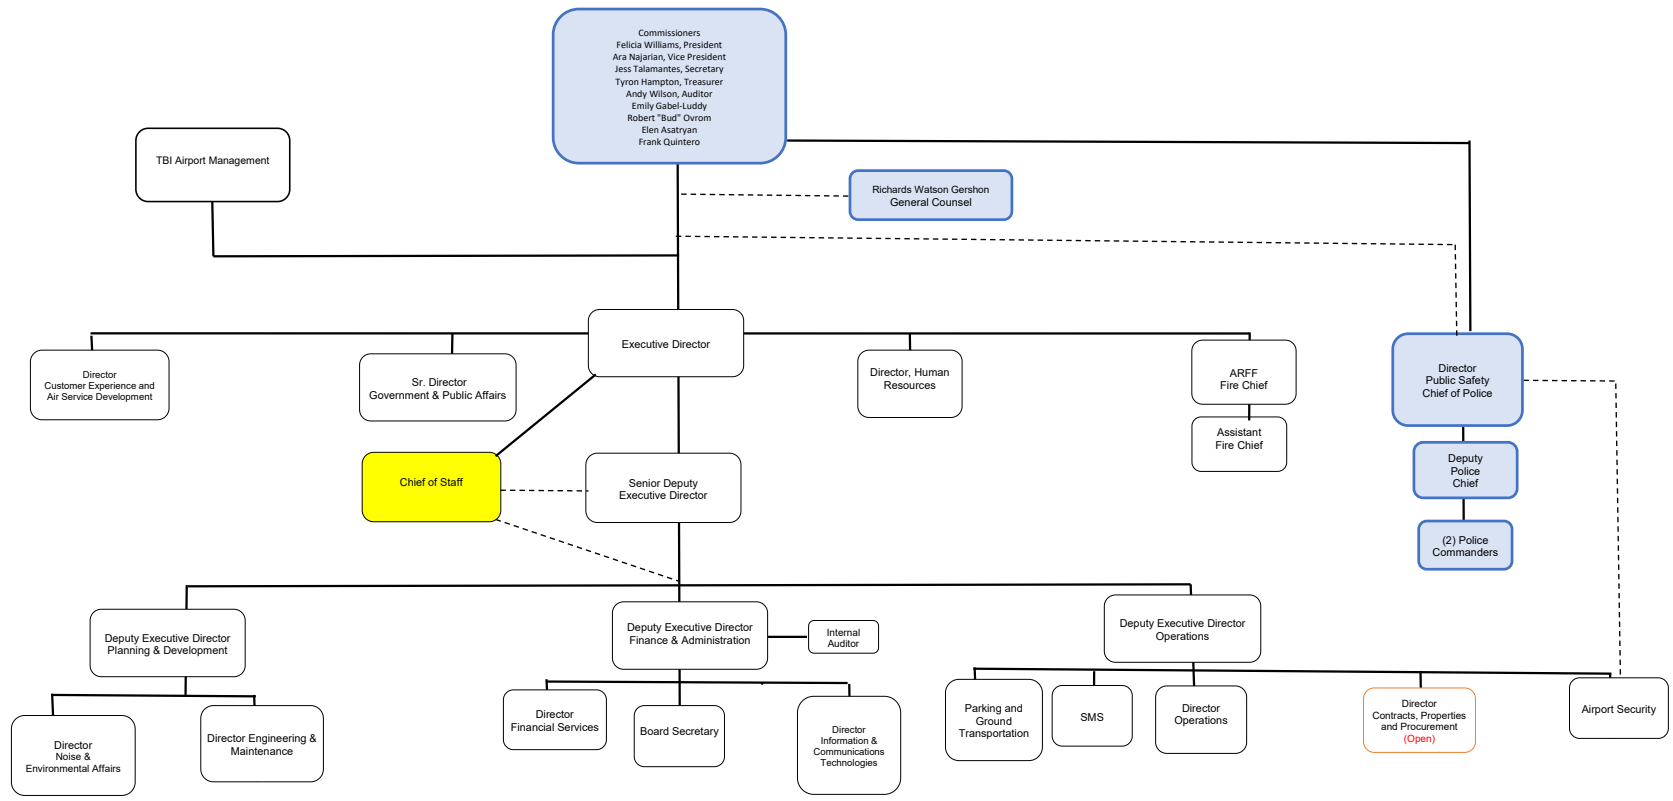 Commissioners
Felicia Williams, President
Ara Najarian, Vice President
Jess Talamantes, Secretary
Tyron Hampton, Treasurer
Andy Wilson, Auditor
Emily Gabel-Luddy
Robert "Bud" Ovrom
Elen Asatryan
Frank Quintero
TBI Airport Management
Richards Watson Gershon
General Counsel
Executive Director
Director
Customer Experience and
Air Service Development
Sr. Director
Government & Public Affairs
Director, Human
Resources
ARFF
Fire Chief
Assistant
Fire Chief
Director
Public Safety
Chief of Police
Deputy
Police
Chief
(2) Police
Commanders
Chief of Staff
Senior Deputy
Executive Director
Deputy Executive Director
Planning & Development
Deputy Executive Director
Finance & Administration
Internal
Auditor
Deputy Executive Director
Operations
Director
Noise &
Environmental Affairs
Director Engineering &
Maintenance
Director
Financial Services
Board Secretary
Director
Information &
Communications
Technologies
Parking and
Ground
Transportation
SMS
Director
Operations
Director
Contracts, Properties
and Procurement
(Open)
Airport Security